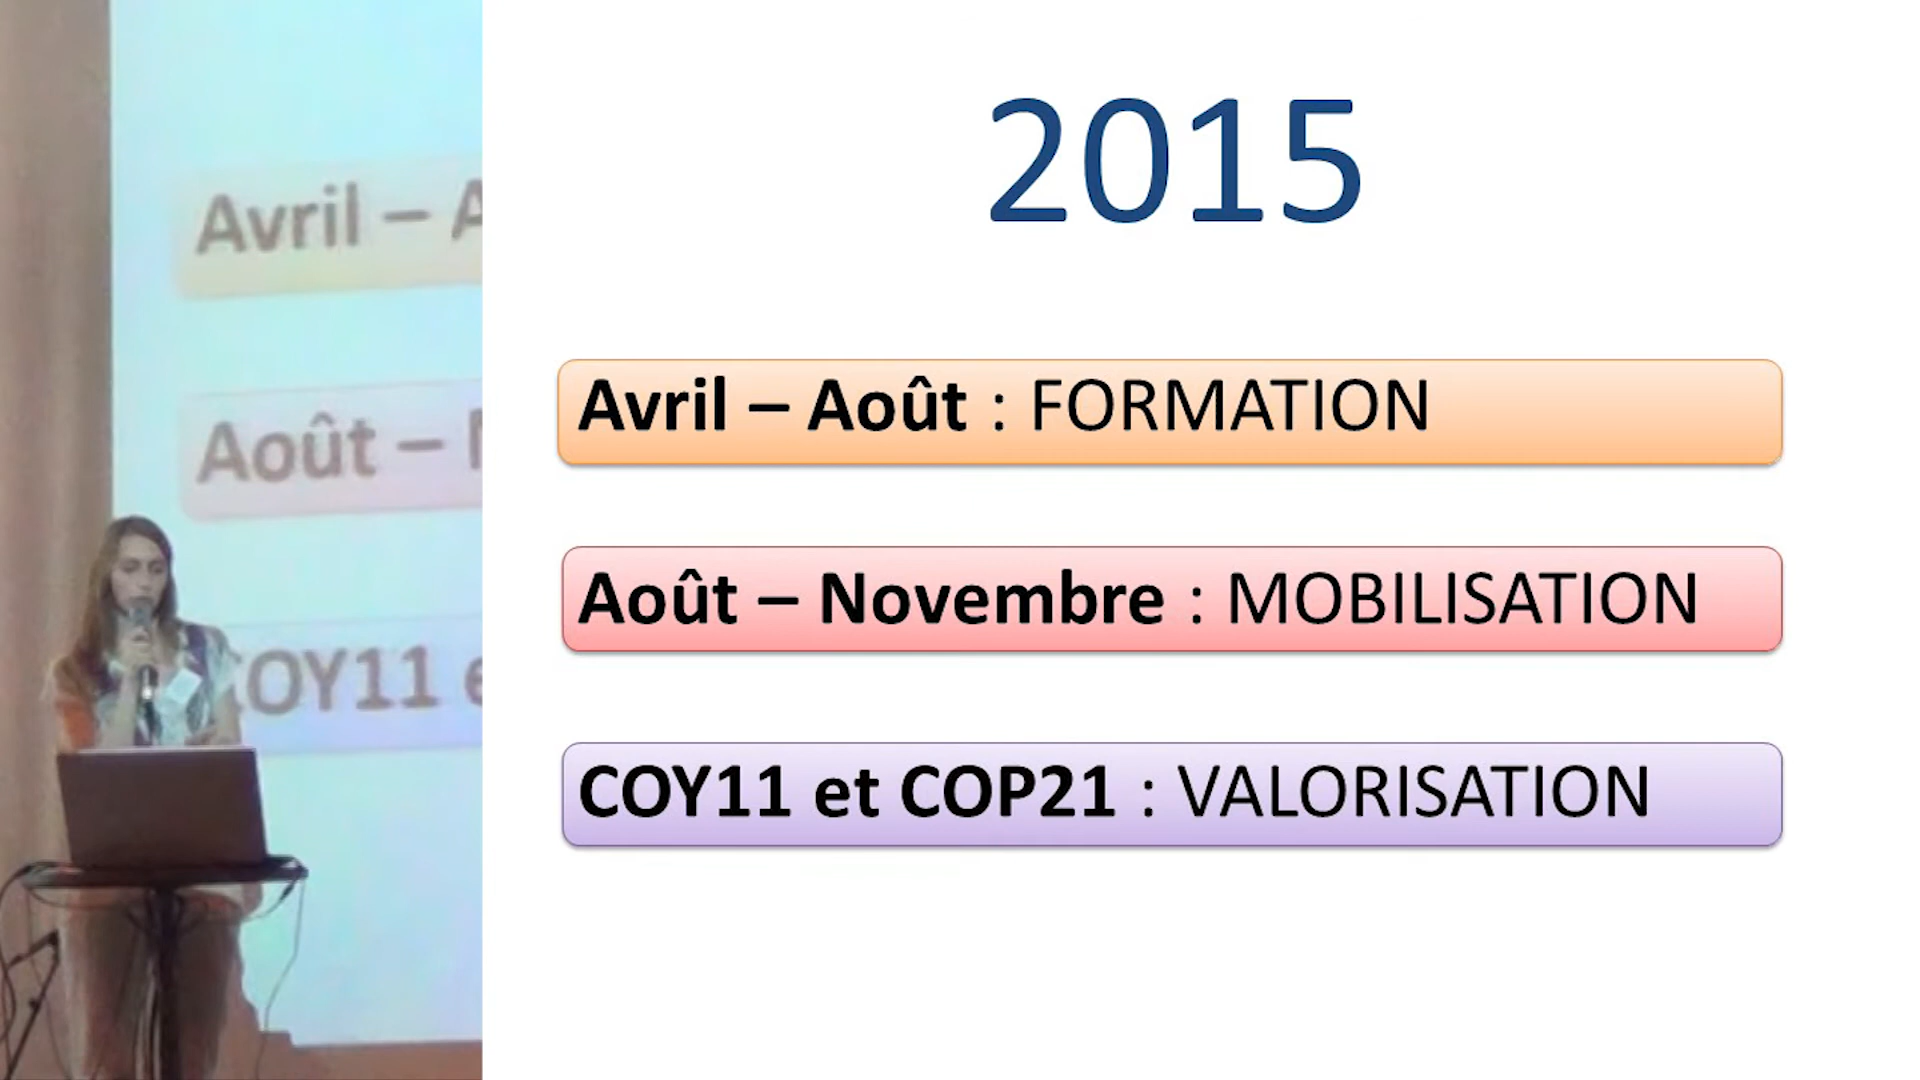 2015
Avril – Août : FORMATION
Août – Novembre : MOBILISATION
COY11 et COP21 : VALORISATION
Avril – A
Août –
COY11 e